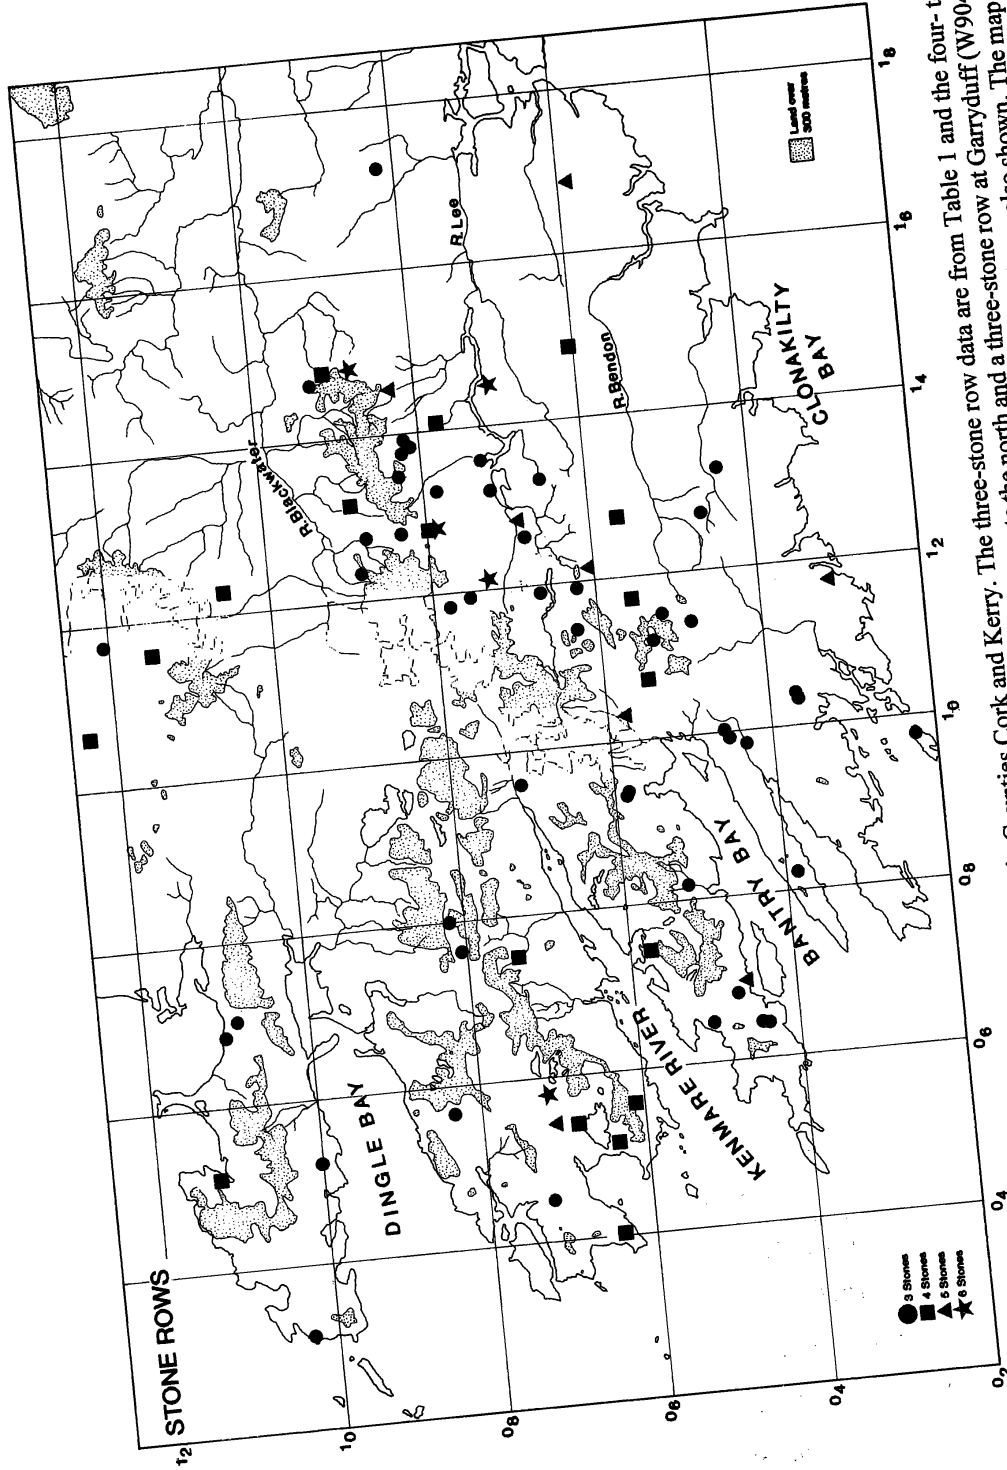 STONE ROWS
12
10
08
06
04
02
04
06
08
10
12
14
16
18
DINGLE BAY
KENMARE RIVER
BANTRY BAY
CLONAKILTY
BAY
R.Blackwater
R.Lee
R.Bandon
Land over
300 metres
3 Stones
4 Stones
5 Stones
6 Stones
Cork and Kerry. The three-stone row data are from Table 1 and the four- t
the north and a three-stone row at Garryduff (W904
also shown. The map